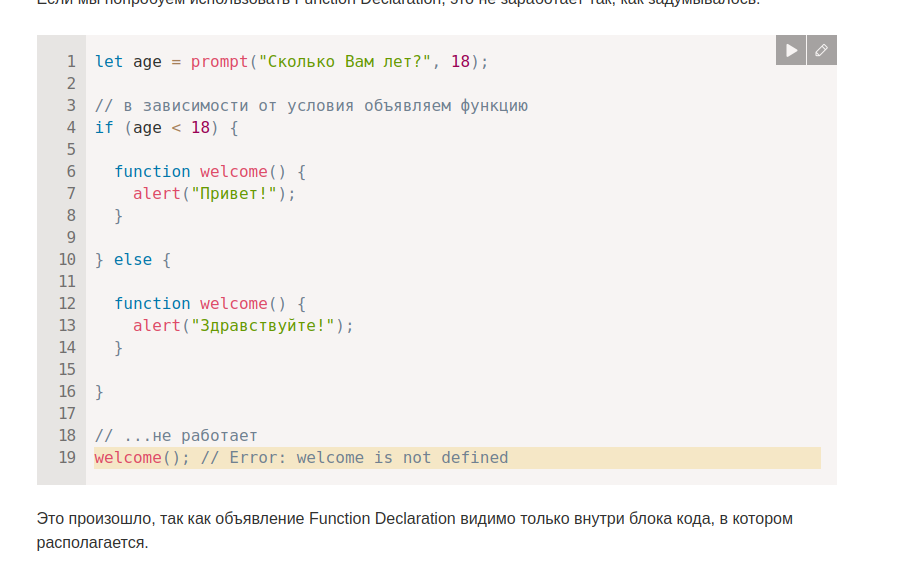 Если мы попробуем использовать Function Declaration, это не заработает так, как задумывалось:
1 let age = prompt("Сколько Вам лет?", 18);
2
3 // в зависимости от условия объявляем функцию
4 if (age < 18) {
5
6   function welcome() {
7     alert("Привет!");
8   }
9
10 } else {
11
12   function welcome() {
13     alert("Здравствуйте!");
14   }
15
16 }
17
18 // ...не работает
19 welcome(); // Error: welcome is not defined
Это произошло, так как объявление Function Declaration видимо только внутри блока кода, в котором
располагается.